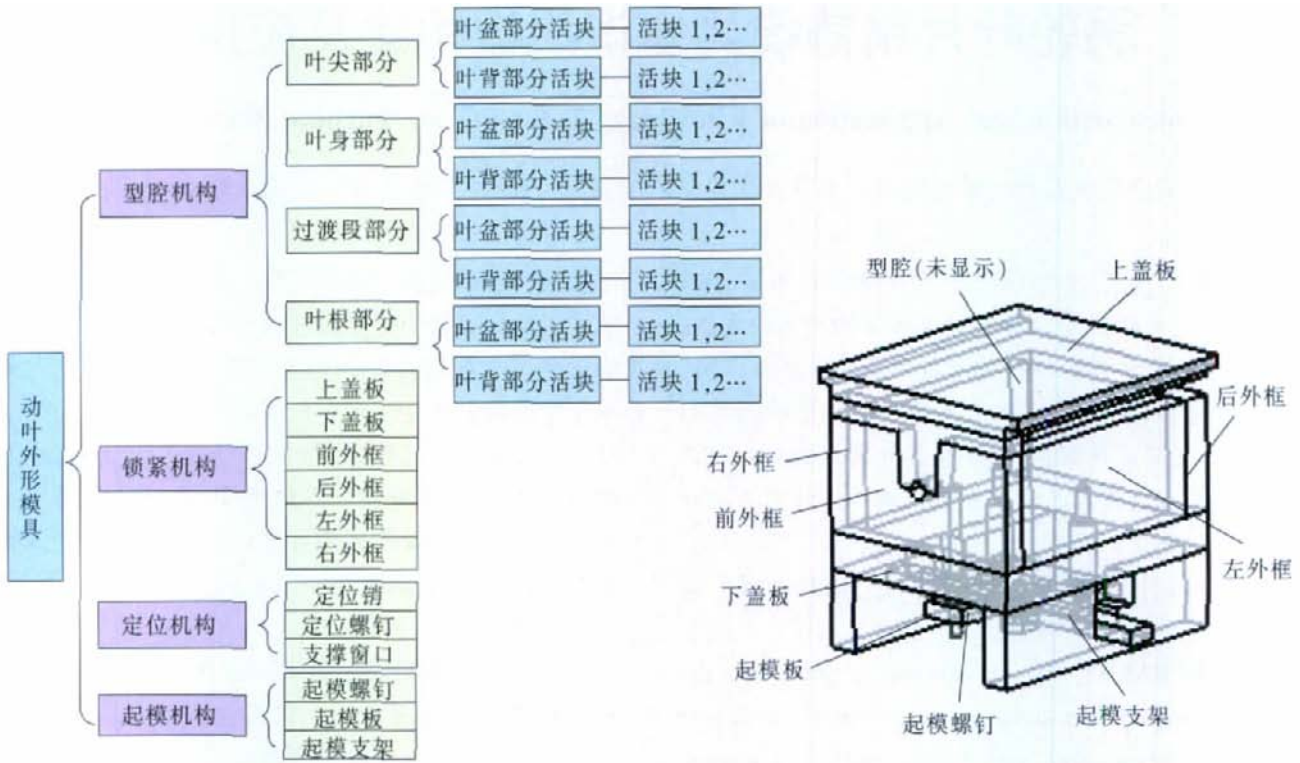 动叶外形模具
型腔机构
叶尖部分
叶盆部分活块 活块 1,2…
叶背部分活块 活块 1,2…
叶身部分
叶盆部分活块 活块 1,2…
叶背部分活块 活块 1,2…
过渡段部分
叶盆部分活块 活块 1,2…
叶背部分活块 活块 1,2…
叶根部分
叶盆部分活块 活块 1,2…
叶背部分活块 活块 1,2…
锁紧机构
上盖板
下盖板
前外框
后外框
左外框
右外框
定位机构
定位销
定位螺钉
支撑窗口
起模机构
起模螺钉
起模板
起模支架
型腔(未显示)
上盖板
后外框
右外框
前外框
左外框
下盖板
起模板
起模螺钉
起模支架